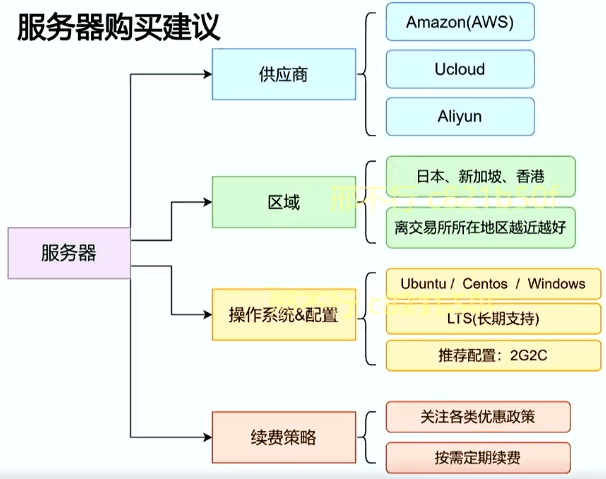 服务器购买建议
服务器
供应商
Amazon(AWS)
Ucloud
Aliyun
区域
日本、新加坡、香港
离交易所所在地区越近越好
操作系统&配置
Ubuntu / Centos / Windows
LTS(长期支持)
推荐配置：2G2C
续费策略
关注各类优惠政策
按需定期续费